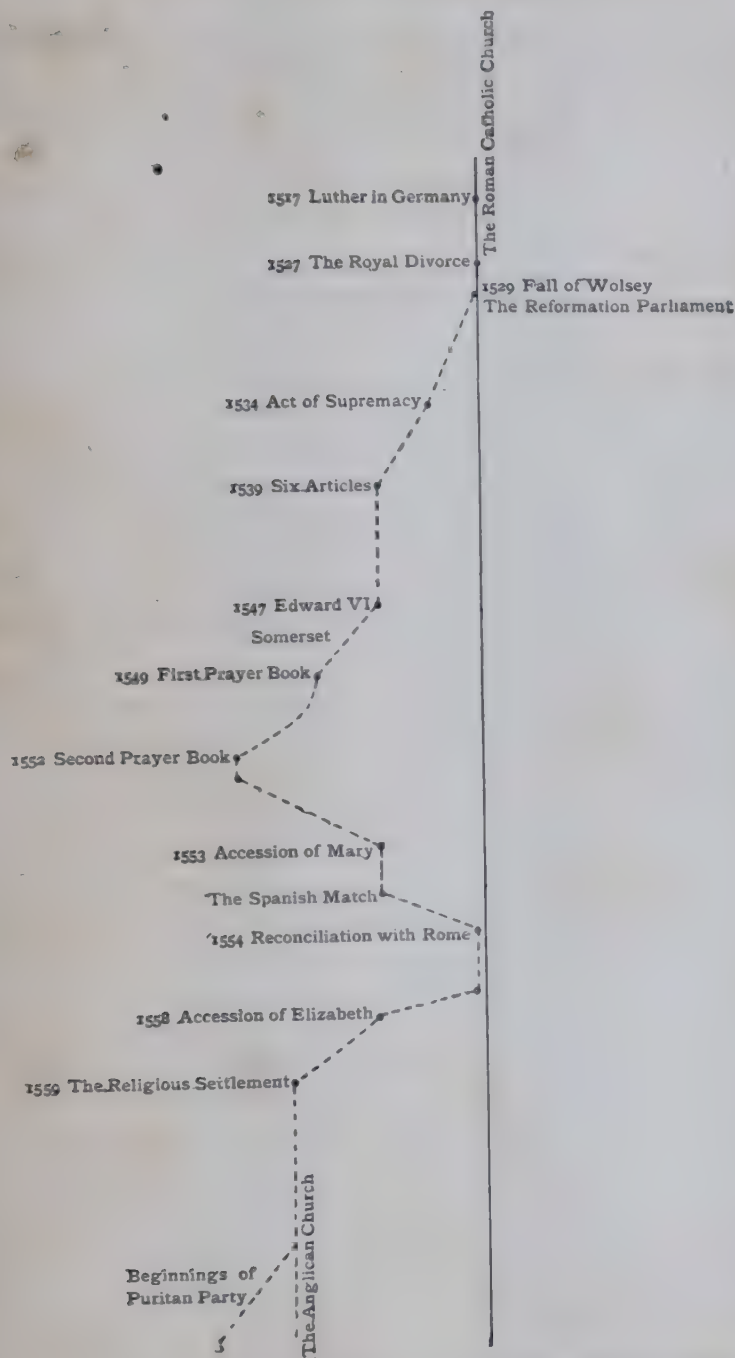 The Roman Catholic Church
1517 Luther in Germany
1527 The Royal Divorce
1529 Fall of Wolsey
The Reformation Parliament
1534 Act of Supremacy
1539 Six Articles
1547 Edward VI
Somerset
1549 First Prayer Book
1552 Second Prayer Book
1553 Accession of Mary
The Spanish Match
1554 Reconciliation with Rome
1558 Accession of Elizabeth
1559 The Religious Settlement
The Anglican Church
Beginnings of
Puritan Party